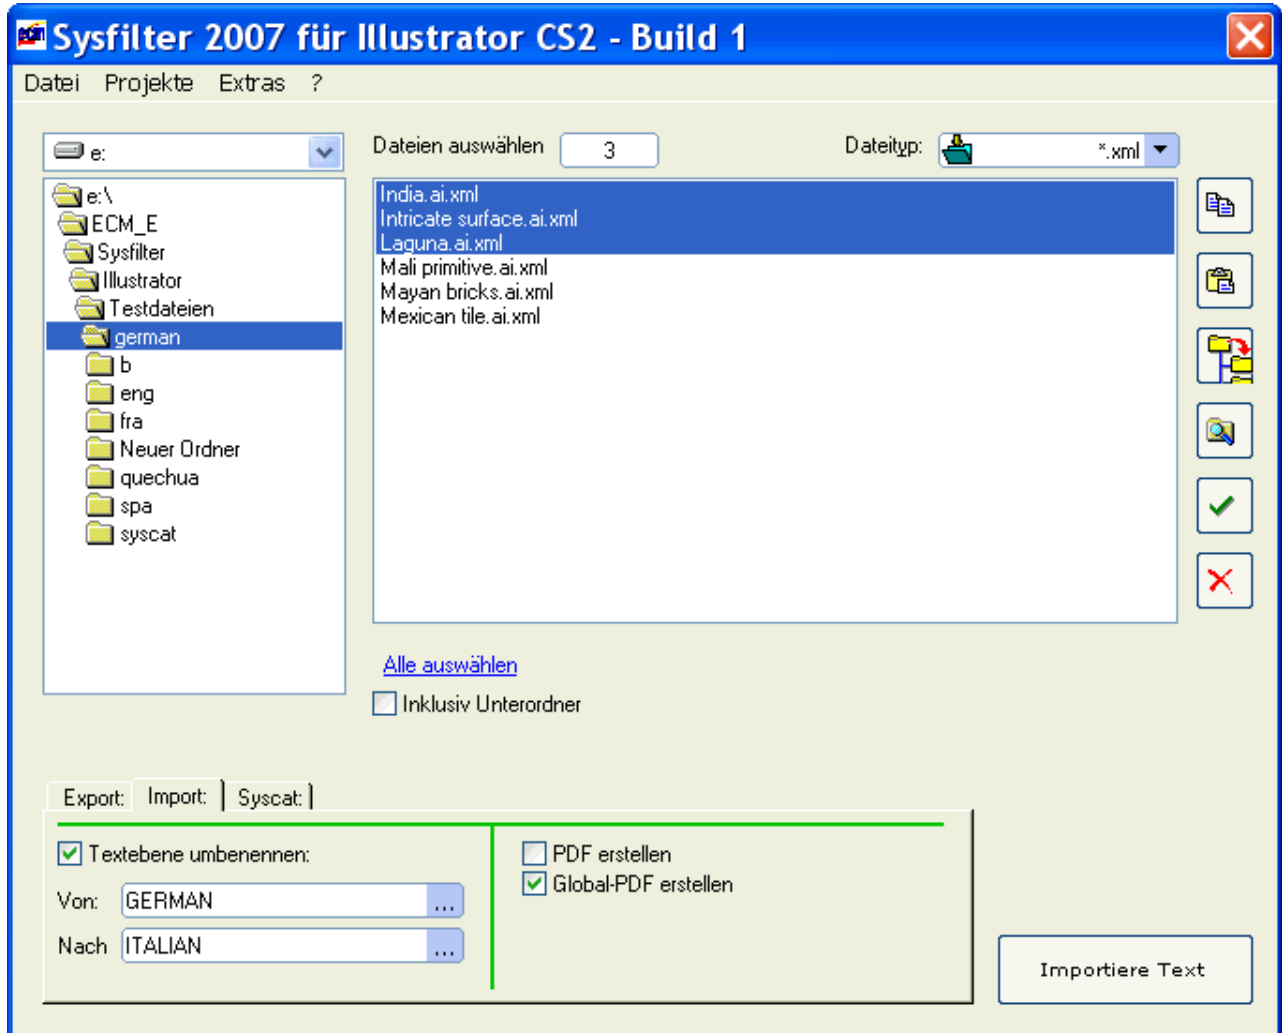 ecm Sysfilter 2007 für Illustrator CS2 - Build 1
Datei Projekte Extras ?
e:
Dateien auswählen 3 Dateityp: *.xml
e:\
ECM_E
Sysfilter
Illustrator
Testdateien
german
b
eng
fra
Neuer Ordner
quechua
spa
syscat
India.ai.xml
Intricate surface.ai.xml
Laguna.ai.xml
Mali primitive.ai.xml
Mayan bricks.ai.xml
Mexican tile.ai.xml
Alle auswählen
Inklusiv Unterordner
Export: Import: Syscat:
Textebene umbenennen:
Von: GERMAN ...
Nach ITALIAN ...
PDF erstellen
Global-PDF erstellen
Importiere Text